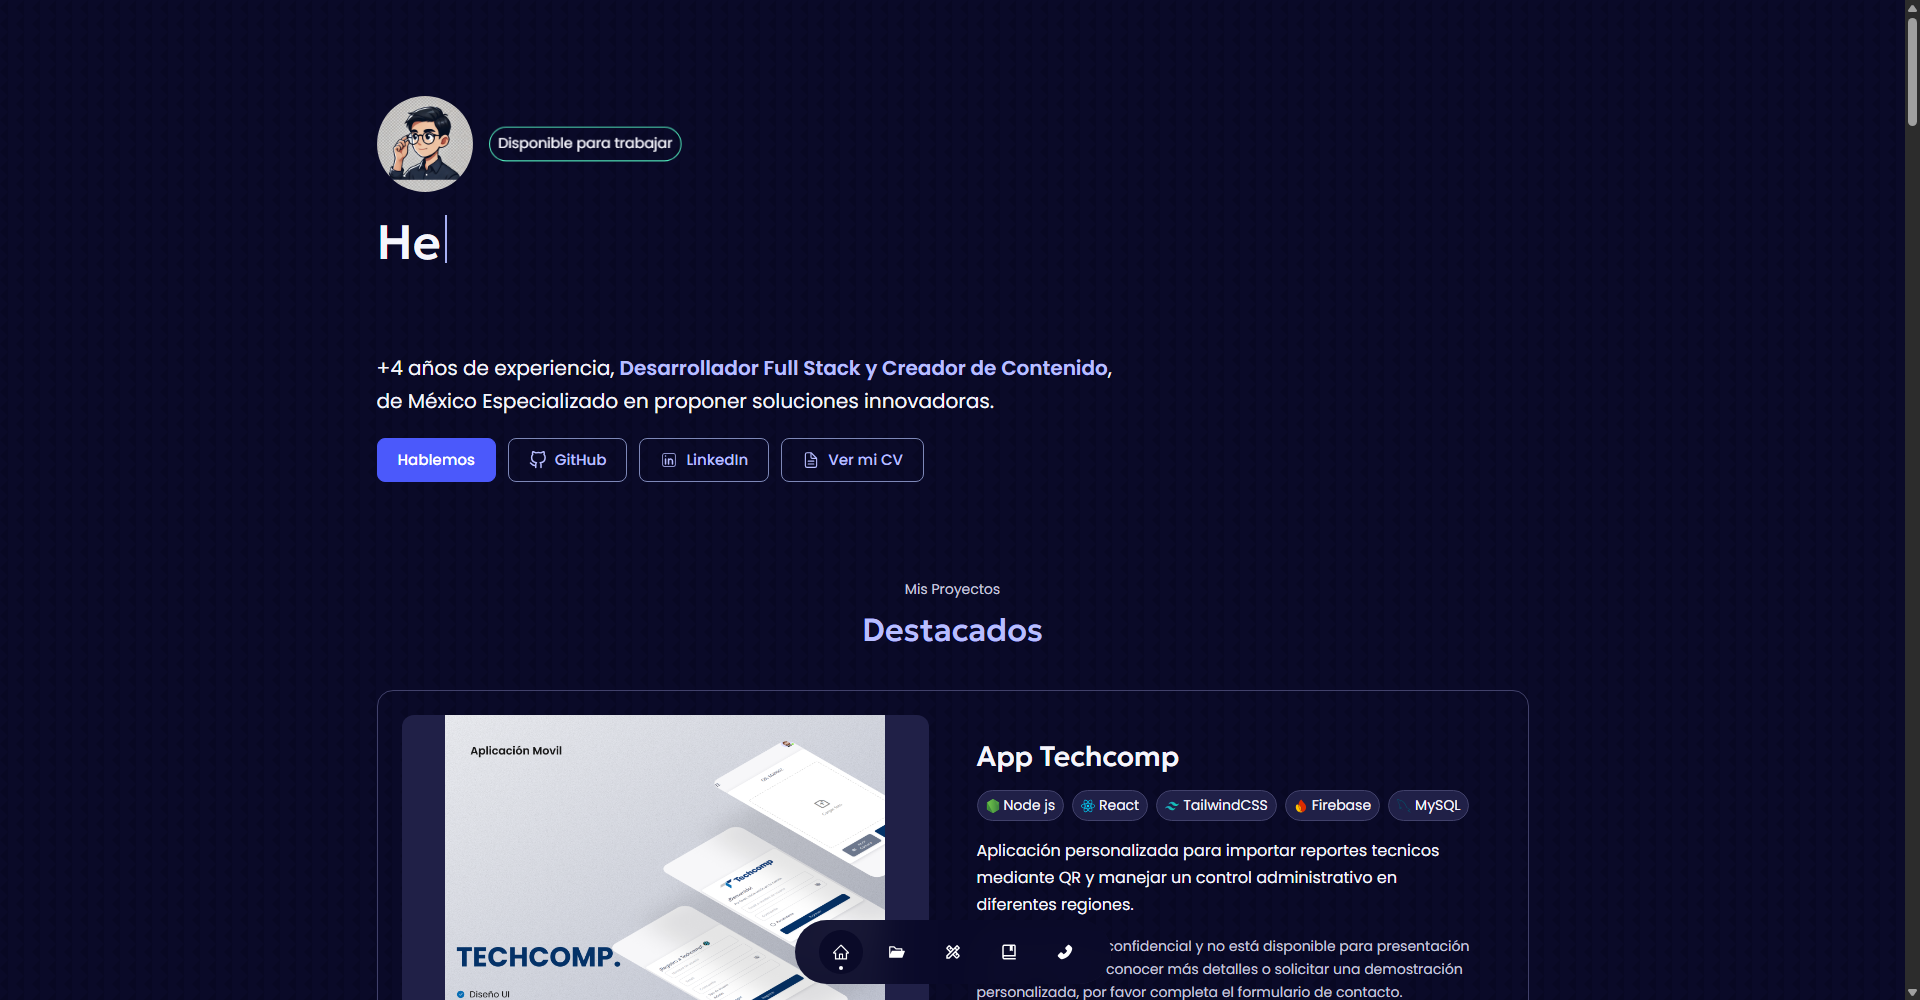 Disponible para trabajar
He
+4 años de experiencia, Desarrollador Full Stack y Creador de Contenido,
de México Especializado en proponer soluciones innovadoras.
Hablemos
GitHub
LinkedIn
Ver mi CV
Mis Proyectos
Destacados
Aplicación Movil
Techcomp
TECHCOMP.
Diseño UI
App Techcomp
Node js
React
TailwindCSS
Firebase
MySQL
Aplicación personalizada para importar reportes tecnicos
mediante QR y manejar un control administrativo en
diferentes regiones.
confidencial y no está disponible para presentación
conocer más detalles o solicitar una demostración
personalizada, por favor completa el formulario de contacto.